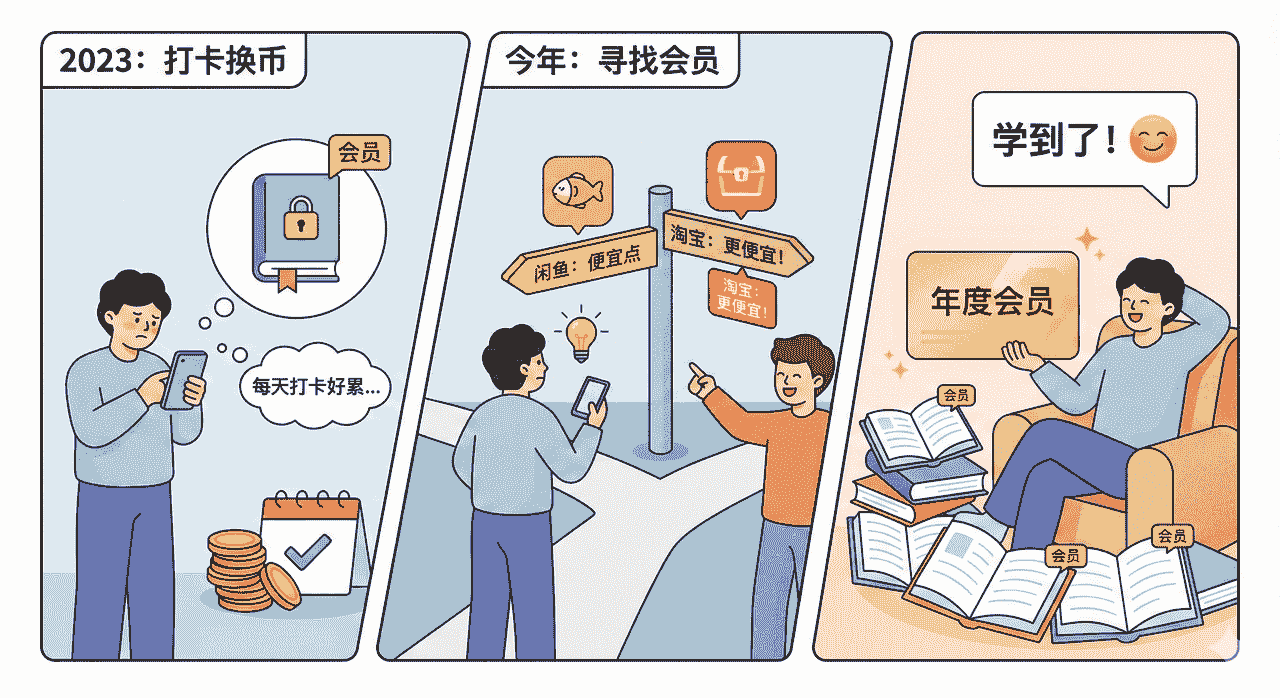 2023：打卡换币
会员
每天打卡好累...
今年：寻找会员
闲鱼：便宜点
淘宝：更便宜！
淘宝：
更便宜！
学到了！😊
年度会员
会员
会员
会员